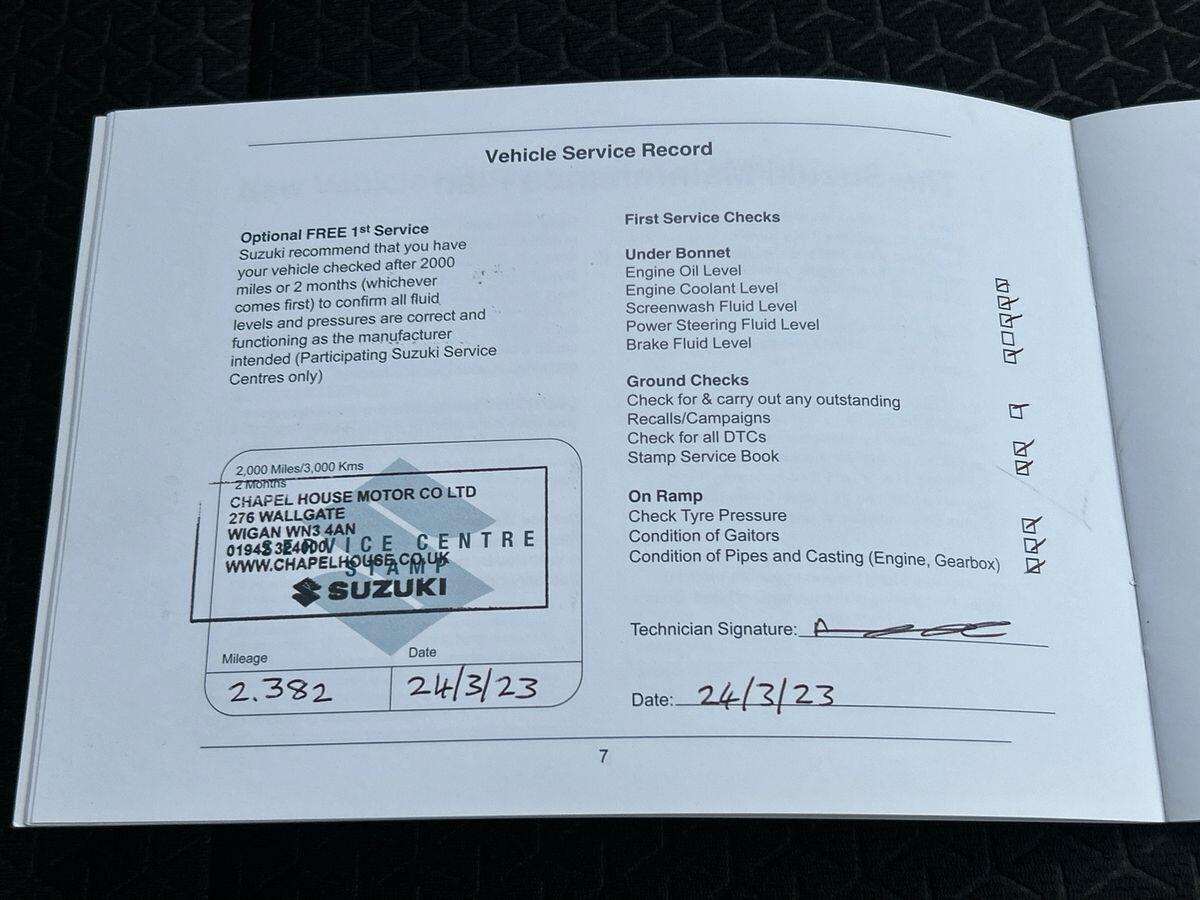 Vehicle Service Record
Optional FREE 1st Service
Suzuki recommend that you have
your vehicle checked after 2000
miles or 2 months (whichever
comes first) to confirm all fluid
levels and pressures are correct and
functioning as the manufacturer
intended (Participating Suzuki Service
Centres only)
2,000 Miles/3,000 Kms
2 Months
CHAPEL HOUSE MOTOR CO LTD
276 WALLGATE
WIGAN WN3 4AN
01942 324000
WWW.CHAPELHOUSE.CO.UK
SERVICE CENTRE
STAMP
SUZUKI
Mileage
Date
2.382
24/3/23
First Service Checks
Under Bonnet
Engine Oil Level
Engine Coolant Level
Screenwash Fluid Level
Power Steering Fluid Level
Brake Fluid Level
Ground Checks
Check for & carry out any outstanding
Recalls/Campaigns
Check for all DTCs
Stamp Service Book
On Ramp
Check Tyre Pressure
Condition of Gaitors
Condition of Pipes and Casting (Engine, Gearbox)
Technician Signature:
Date: 24/3/23
7